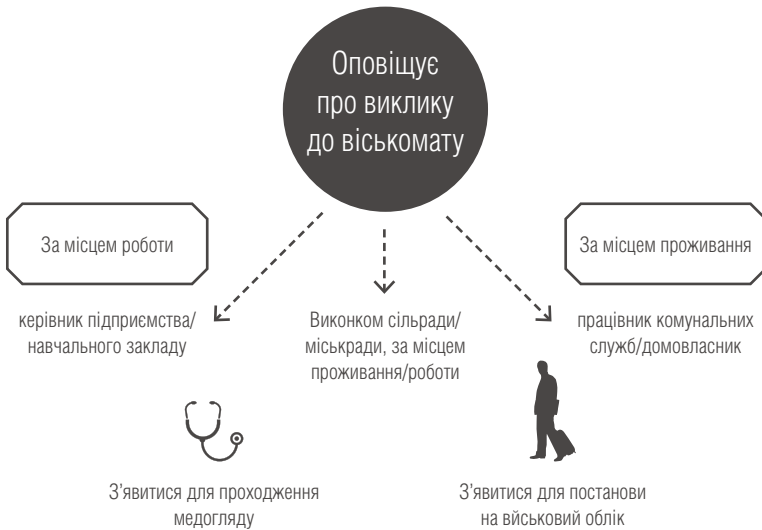 Оповіщує
про виклику
до віськомату
За місцем роботи
За місцем проживання
керівник підприємства/
навчального закладу
Виконком сільради/
міськради, за місцем
проживання/роботи
працівник комунальних
служб/домовласник
З’явитися для проходження
медогляду
З’явитися для постанови
на вйськовий облік